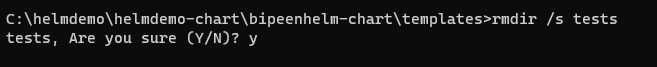 C:\helmdemo\helmdemo-chart\bipeenhelm-chart\templates>rmdir /s tests
tests, Are you sure (Y/N)? y